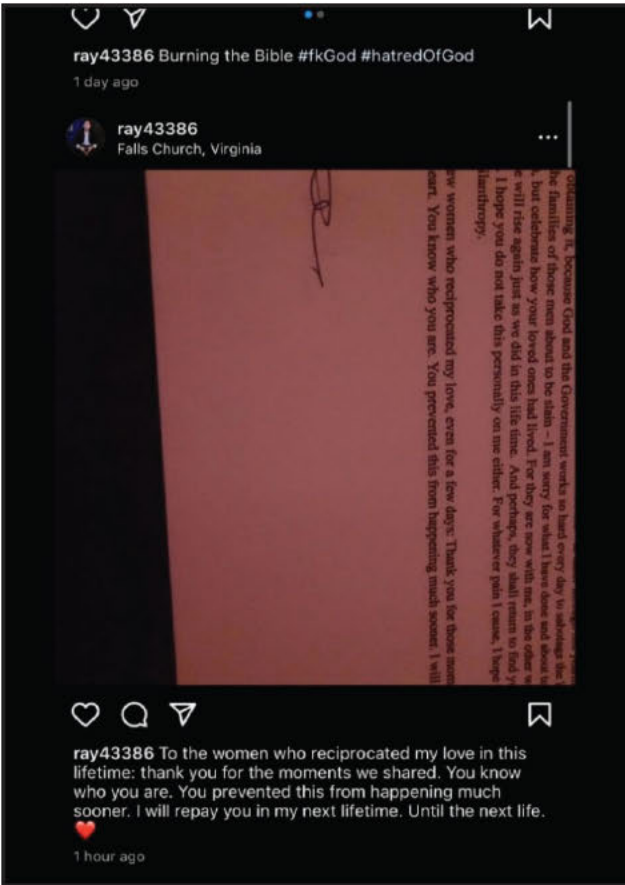 ray43386 Burning the Bible #fkGod #hatredOfGod
1 day ago
ray43386
Falls Church, Virginia
obtaining it, because God and the Government works so hard every day to sabotage the
he families of those men about to be slain – I am sorry for what I have done and about
, but celebrate how your loved ones had lived. For they are now with me, in the other
e will rise again just as we did in this life time. And perhaps, they shall return to find
. I hope you do not take this personally on me either. For whatever pain I cause, I hope
ilanthropy.
ew women who reciprocated my love, even for a few days: Thank you for those mom
eart. You know who you are. You prevented this from happening much sooner. I will
ray43386 To the women who reciprocated my love in this
lifetime: thank you for the moments we shared. You know
who you are. You prevented this from happening much
sooner. I will repay you in my next lifetime. Until the next life.
❤️
1 hour ago